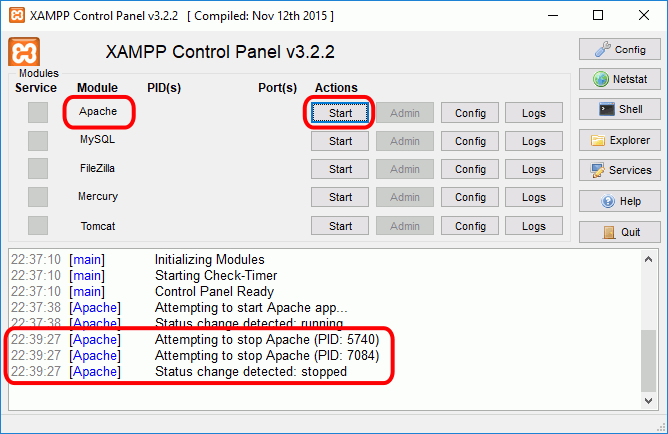 XAMPP Control Panel v3.2.2 [ Compiled: Nov 12th 2015 ]
XAMPP Control Panel v3.2.2
Config
Modules
Service Module PID(s) Port(s) Actions
Netstat
Apache Start Admin Config Logs
Shell
MySQL Start Admin Config Logs
Explorer
FileZilla Start Admin Config Logs
Services
Mercury Start Admin Config Logs
Help
Tomcat Start Admin Config Logs
Quit
22:37:10 [main] Initializing Modules
22:37:10 [main] Starting Check-Timer
22:37:10 [main] Control Panel Ready
22:37:38 [Apache] Attempting to start Apache app...
22:37:38 [Apache] Status change detected: running
22:39:27 [Apache] Attempting to stop Apache (PID: 5740)
22:39:27 [Apache] Attempting to stop Apache (PID: 7084)
22:39:27 [Apache] Status change detected: stopped